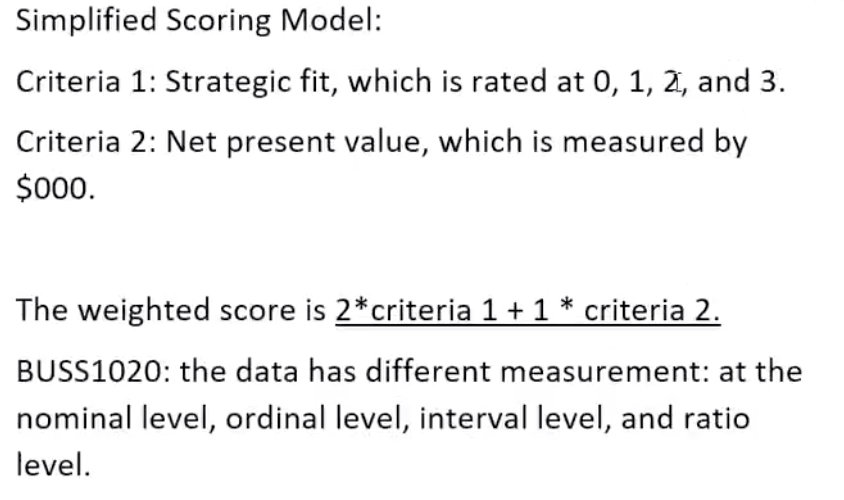 Simplified Scoring Model:
Criteria 1: Strategic fit, which is rated at 0, 1, 2, and 3.
Criteria 2: Net present value, which is measured by
$000.
The weighted score is 2*criteria 1 + 1 * criteria 2.
BUSS1020: the data has different measurement: at the
nominal level, ordinal level, interval level, and ratio
level.